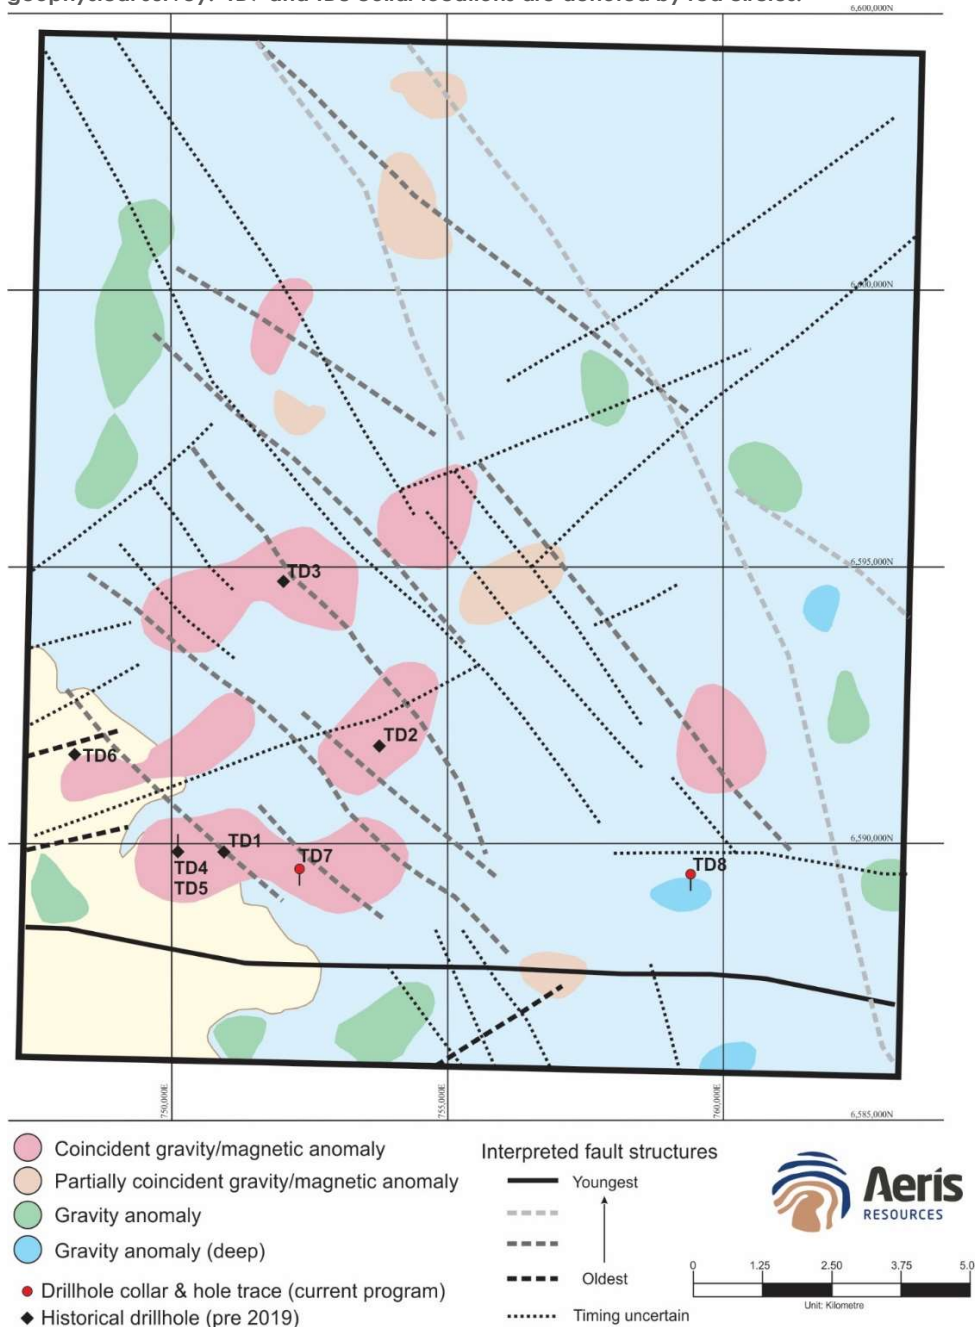 geophysical survey. TD7 and TD8 collar locations are denoted by red circles.
6,600,000N
6,600,000N
TD3
6,595,000N
TD2
TD6
6,590,000N
TD1
TD4
TD5
TD7
TD8
750,000E
755,000E
760,000E
6,585,000N
Coincident gravity/magnetic anomaly
Partially coincident gravity/magnetic anomaly
Gravity anomaly
Gravity anomaly (deep)
Drillhole collar & hole trace (current program)
Historical drillhole (pre 2019)
Interpreted fault structures
Youngest
Oldest
Timing uncertain
Aeris
RESOURCES
0 1.25 2.50 3.75 5.0
Unit: Kilometre